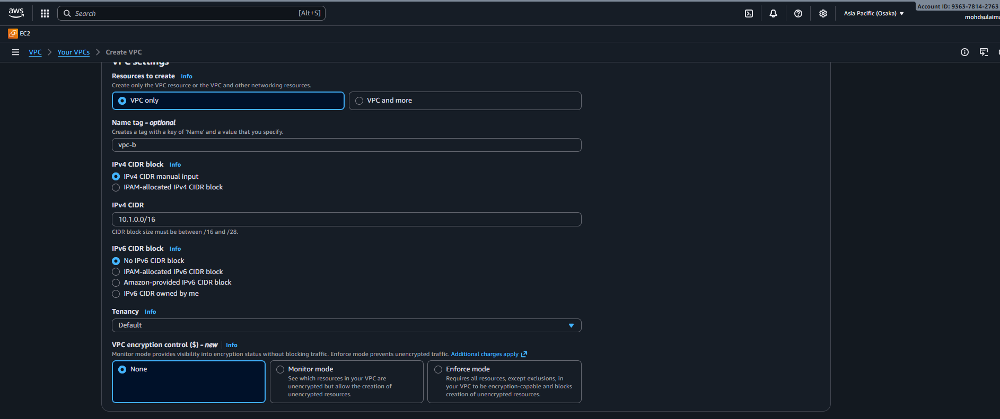 aws
Search
[Alt+S]
Asia Pacific (Osaka)
Account ID: 9363-7814-2763
EC2
VPC
Your VPCs
Create VPC
VPC settings
Resources to create Info
Create only the VPC resource or the VPC and other networking resources.
VPC only
VPC and more
Name tag - optional
Creates a tag with a key of 'Name' and a value that you specify.
vpc-b
IPv4 CIDR block Info
IPv4 CIDR manual input
IPAM-allocated IPv4 CIDR block
IPv4 CIDR
10.1.0.0/16
CIDR block size must be between /16 and /28.
IPv6 CIDR block Info
No IPv6 CIDR block
IPAM-allocated IPv6 CIDR block
Amazon-provided IPv6 CIDR block
IPv6 CIDR owned by me
Tenancy Info
Default
VPC encryption control ($) - new Info
Monitor mode provides visibility into encryption status without blocking traffic. Enforce mode prevents unencrypted traffic. Additional charges apply
None
Monitor mode
See which resources in your VPC are
unencrypted but allow the creation of
unencrypted resources.
Enforce mode
Requires all resources, except exclusions, in
your VPC to be encryption-capable and blocks
creation of unencrypted resources.